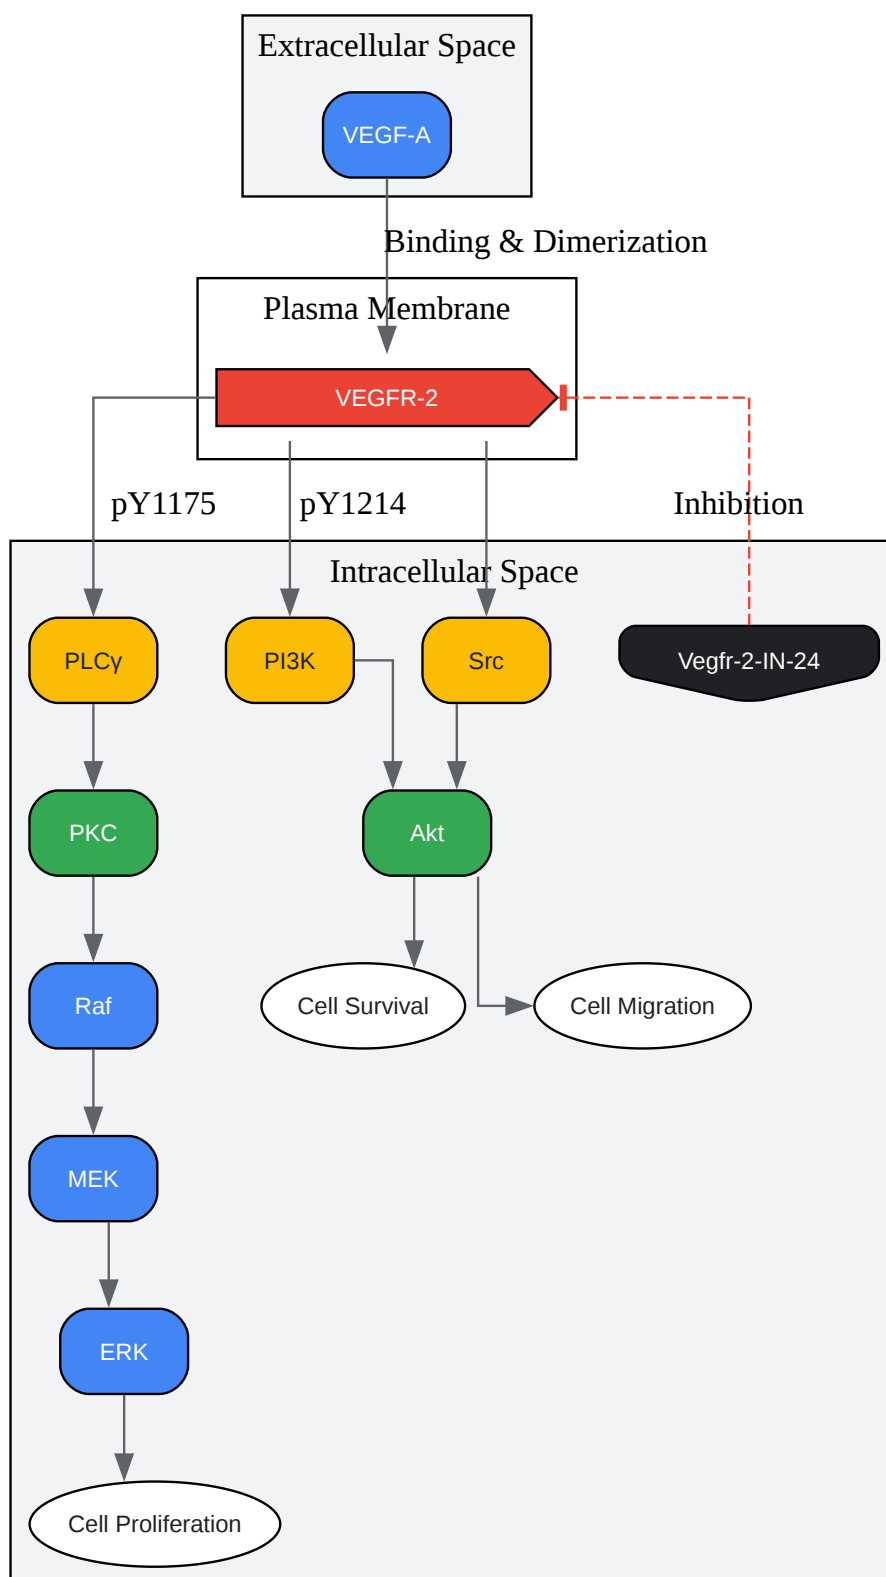 Extracellular Space
VEGF-A
Binding & Dimerization
Plasma Membrane
VEGFR-2
pY1175
pY1214
Inhibition
Intracellular Space
PLCγ
PI3K
Src
Vegfr-2-IN-24
PKC
Akt
Raf
Cell Survival
Cell Migration
MEK
ERK
Cell Proliferation